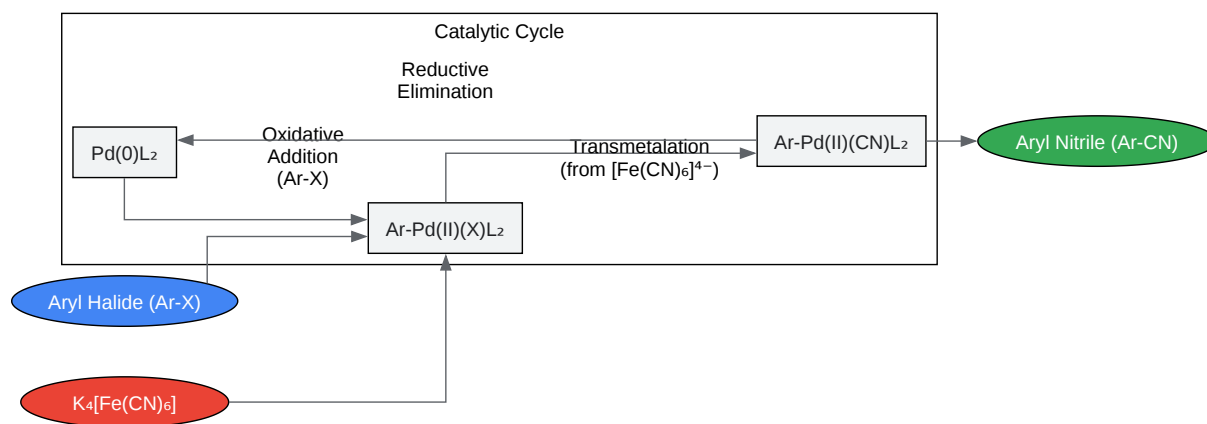 Catalytic Cycle
Reductive
Elimination
Pd(0)L₂
Oxidative
Addition
(Ar-X)
Transmetalation
(from [Fe(CN)₆]⁴⁻)
Ar-Pd(II)(CN)L₂
Aryl Nitrile (Ar-CN)
Ar-Pd(II)(X)L₂
Aryl Halide (Ar-X)
K₄[Fe(CN)₆]